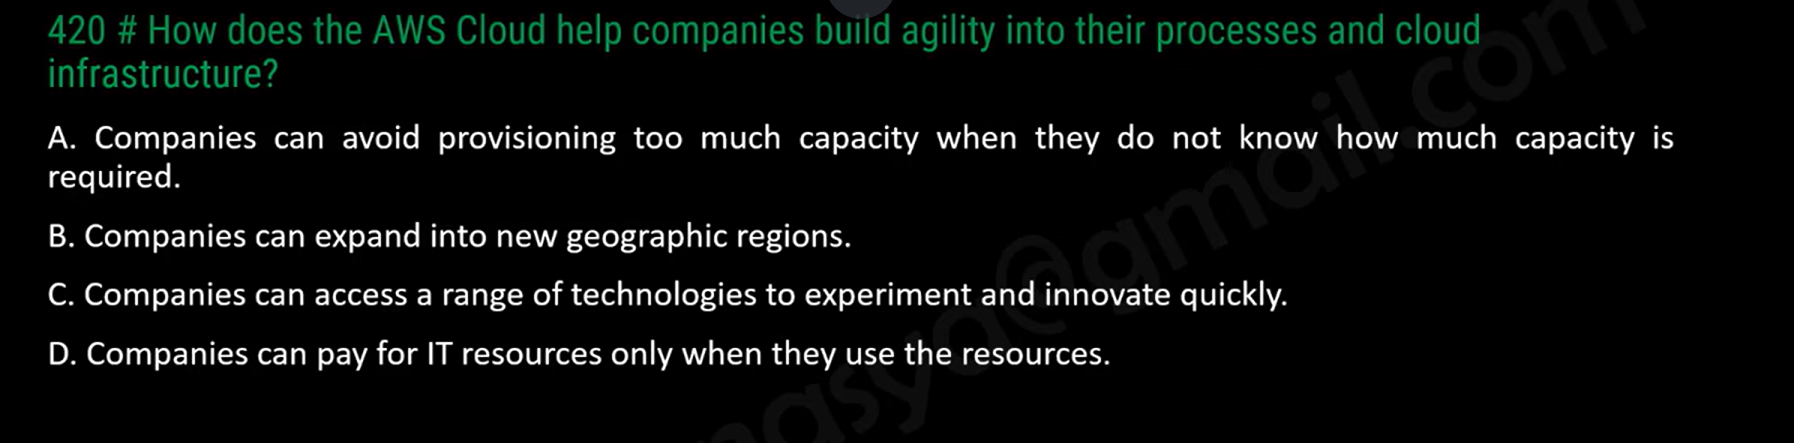 420 # How does the AWS Cloud help companies build agility into their processes and cloud
infrastructure?
A. Companies can avoid provisioning too much capacity when they do not know how much capacity is
required.
B. Companies can expand into new geographic regions.
C. Companies can access a range of technologies to experiment and innovate quickly.
D. Companies can pay for IT resources only when they use the resources.
asya@gmail.com